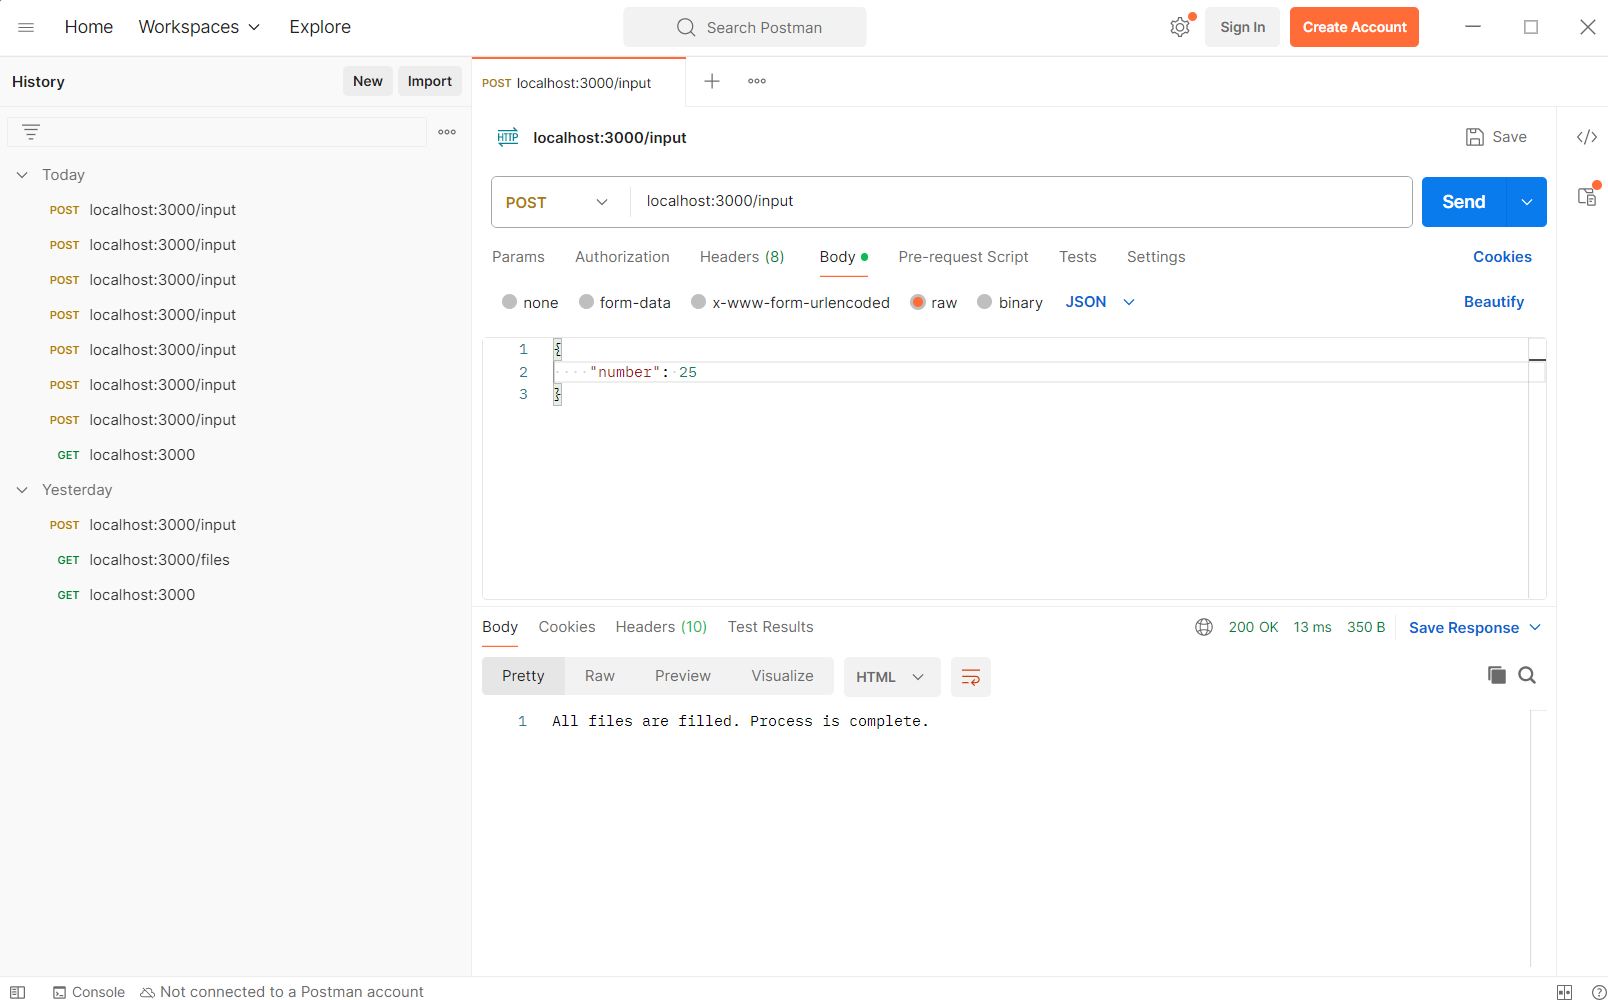 Home Workspaces Explore Search Postman Sign In Create Account
History New Import
POST localhost:3000/input
HTTP localhost:3000/input Save
Today
POST localhost:3000/input
POST localhost:3000/input
POST localhost:3000/input
POST localhost:3000/input
POST localhost:3000/input
POST localhost:3000/input
POST localhost:3000/input
GET localhost:3000
Yesterday
POST localhost:3000/input
GET localhost:3000/files
GET localhost:3000
POST localhost:3000/input Send
Params Authorization Headers (8) Body Pre-request Script Tests Settings Cookies
none form-data x-www-form-urlencoded raw binary JSON Beautify
1 {
2 "number": 25
3 }
Body Cookies Headers (10) Test Results 200 OK 13 ms 350 B Save Response
Pretty Raw Preview Visualize HTML
1 All files are filled. Process is complete.
Console Not connected to a Postman account